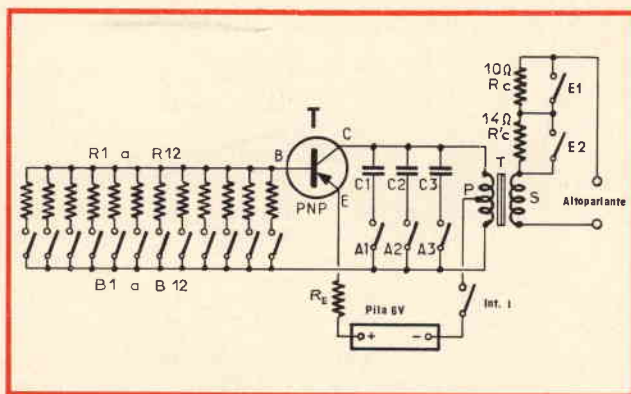 10Ω
Rc
E1
14Ω
R'c
E2
T
C
R1 a R12
B
T
C1 C2 C3
P
S
PNP
E
Altoparlante
A1 A2 A3
B1 a B12
RE
Pila 6V
Int. 1
+ -